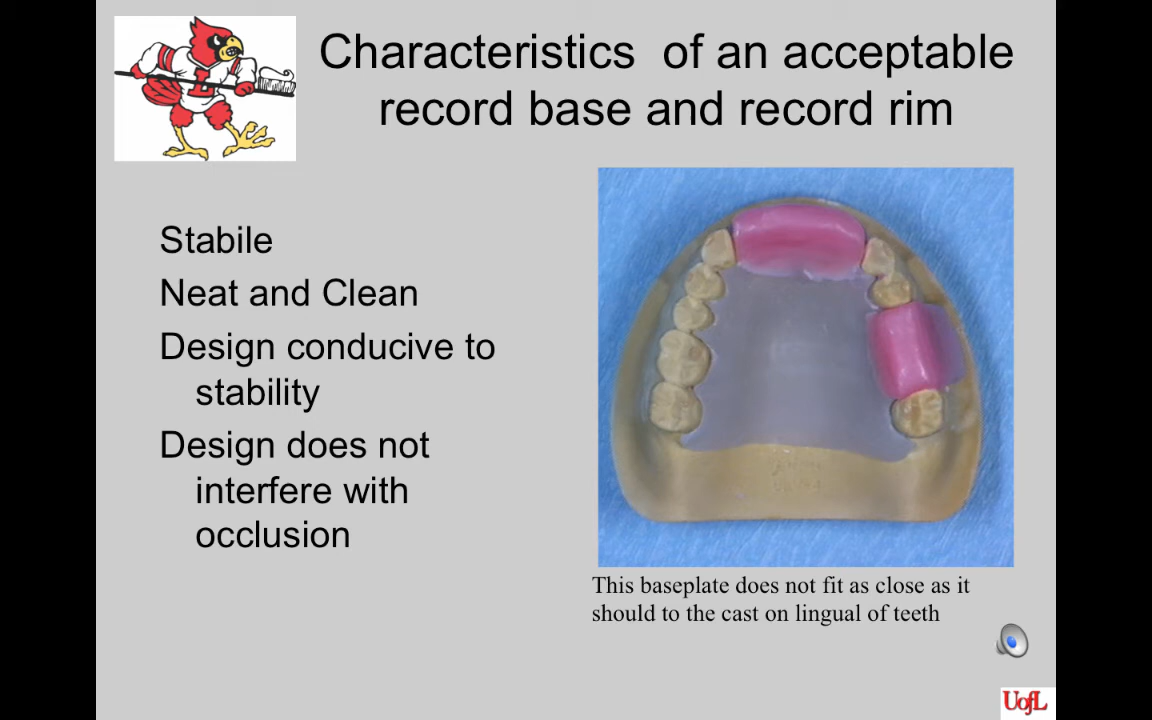 Characteristics of an acceptable
record base and record rim
Stabile
Neat and Clean
Design conducive to
stability
Design does not
interfere with
occlusion
This baseplate does not fit as close as it
should to the cast on lingual of teeth
UofL